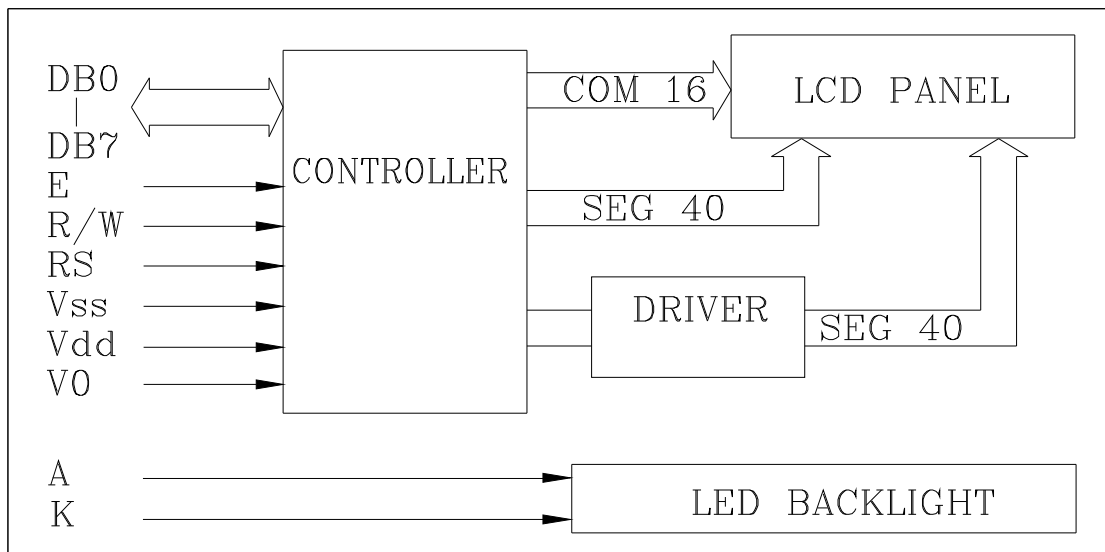 DB0
DB7
E
R/W
RS
Vss
Vdd
V0
A
K
CONTROLLER
COM 16
LCD PANEL
SEG 40
DRIVER
SEG 40
LED BACKLIGHT